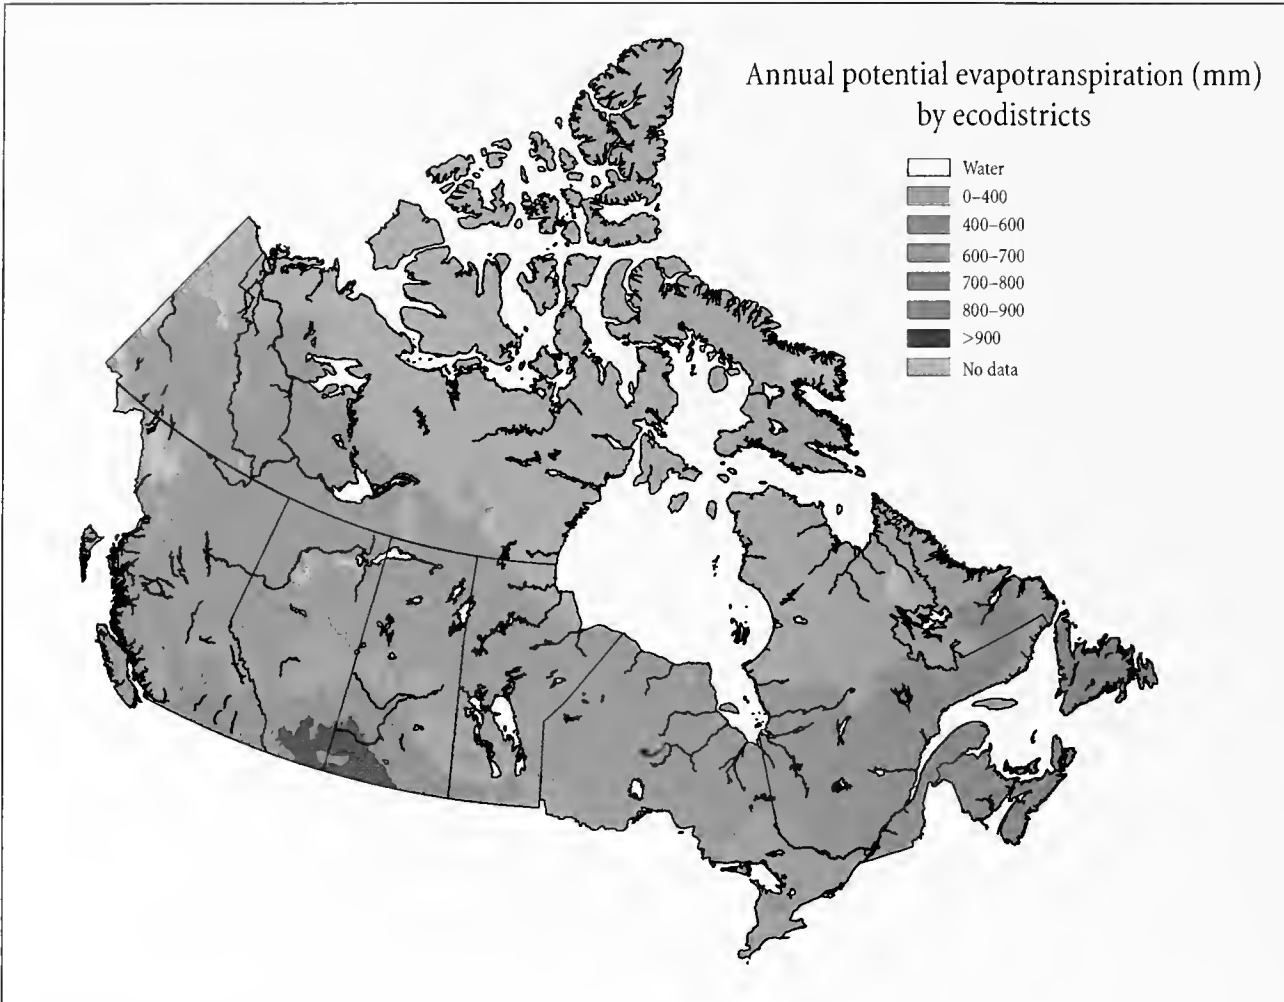 Annual potential evapotranspiration (mm)
by ecodistricts
Water
0–400
400–600
600–700
700–800
800–900
>900
No data